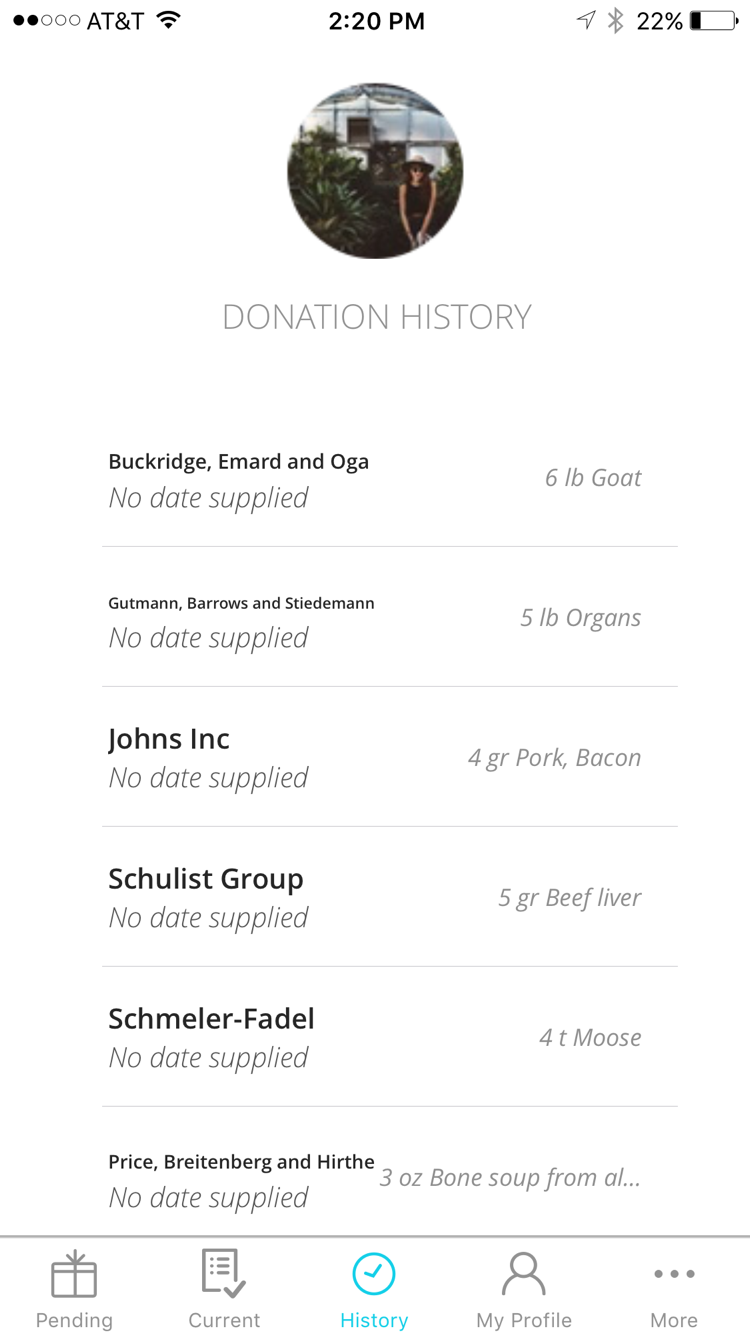 AT&T 2:20 PM 22%
DONATION HISTORY
Buckridge, Emard and Oga
No date supplied
6 lb Goat
Gutmann, Barrows and Stiedemann
No date supplied
5 lb Organs
Johns Inc
No date supplied
4 gr Pork, Bacon
Schulist Group
No date supplied
5 gr Beef liver
Schmeler-Fadel
No date supplied
4 t Moose
Price, Breitenberg and Hirthe
No date supplied
3 oz Bone soup from al...
Pending Current History My Profile More